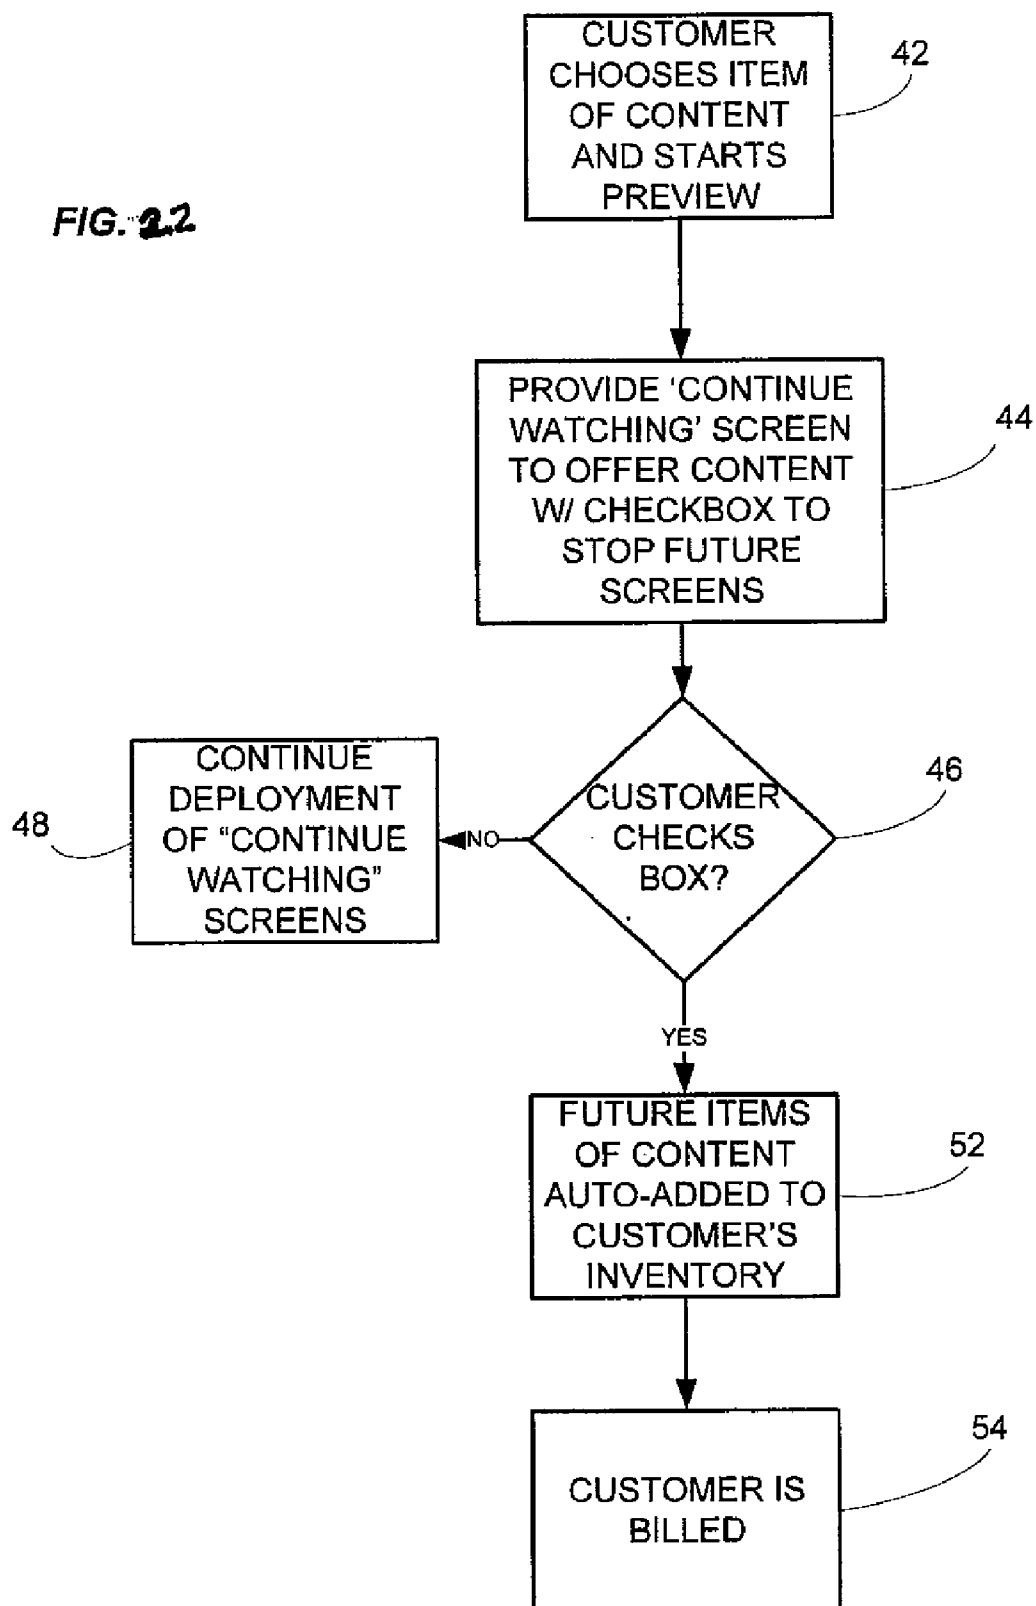 CUSTOMER
CHOOSES ITEM
OF CONTENT
AND STARTS
PREVIEW
42
FIG. 22
PROVIDE 'CONTINUE
WATCHING' SCREEN
TO OFFER CONTENT
W/ CHECKBOX TO
STOP FUTURE
SCREENS
44
CUSTOMER
CHECKS
BOX?
46
NO
CONTINUE
DEPLOYMENT
OF "CONTINUE
WATCHING"
SCREENS
48
YES
FUTURE ITEMS
OF CONTENT
AUTO-ADDED TO
CUSTOMER'S
INVENTORY
52
CUSTOMER IS
BILLED
54